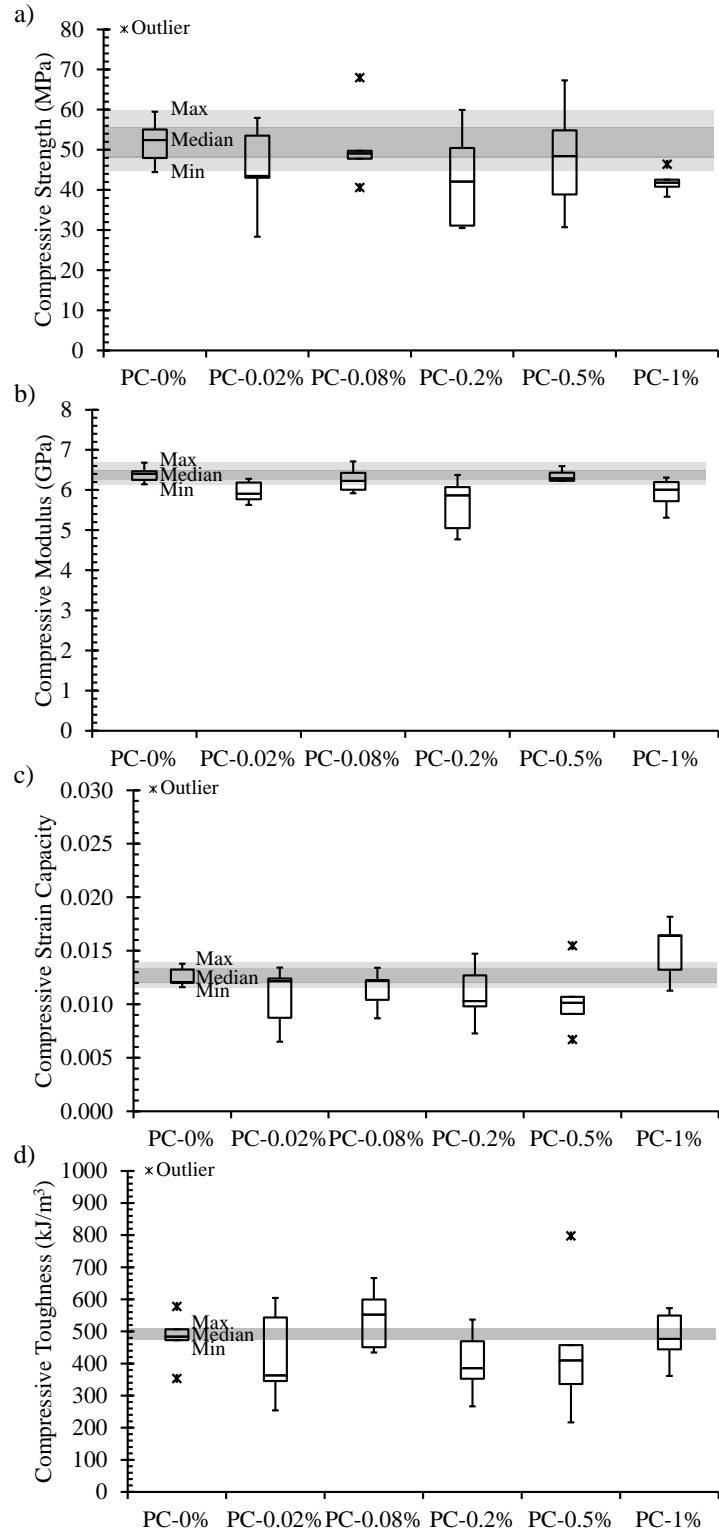 a)
Outlier
Compressive Strength (MPa)
80
70
60
50
40
30
20
10
0
Max
Median
Min
PC-0% PC-0.02% PC-0.08% PC-0.2% PC-0.5% PC-1%
b)
Compressive Modulus (GPa)
8
7
6
5
4
3
2
1
0
Max
Median
Min
PC-0% PC-0.02% PC-0.08% PC-0.2% PC-0.5% PC-1%
c)
Outlier
Compressive Strain Capacity
0.030
0.025
0.020
0.015
0.010
0.005
0.000
Max
Median
Min
PC-0% PC-0.02% PC-0.08% PC-0.2% PC-0.5% PC-1%
d)
Outlier
Compressive Toughness (kJ/m³)
1000
900
800
700
600
500
400
300
200
100
0
Max
Median
Min
PC-0% PC-0.02% PC-0.08% PC-0.2% PC-0.5% PC-1%